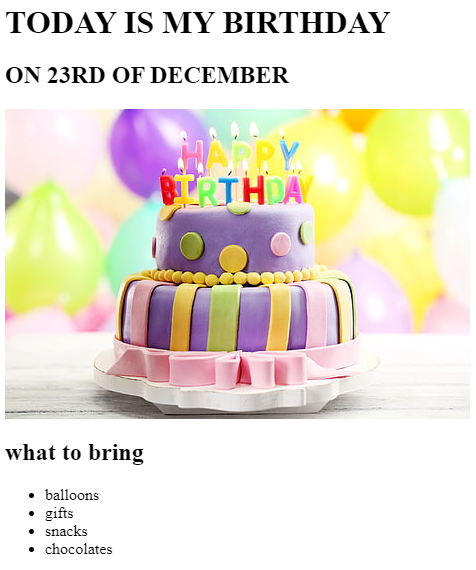 TODAY IS MY BIRTHDAY
ON 23RD OF DECEMBER
HAPPY
BIRTHDAY
what to bring
balloons
gifts
snacks
chocolates